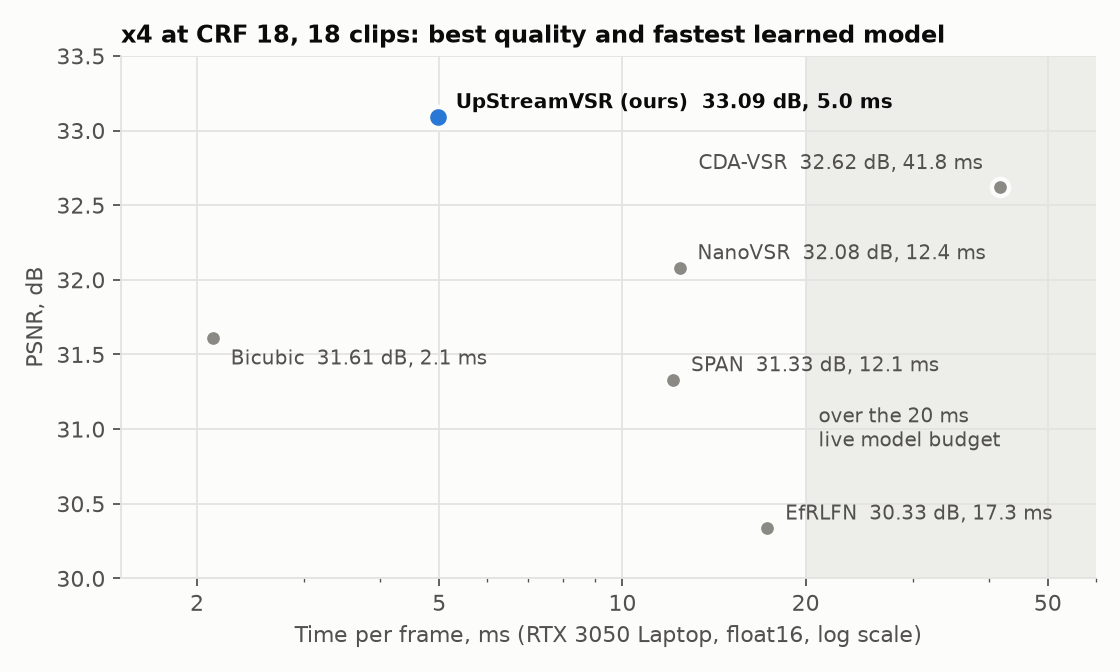 x4 at CRF 18, 18 clips: best quality and fastest learned model
33.5
UpStreamVSR (ours)  33.09 dB, 5.0 ms
33.0
CDA-VSR  32.62 dB, 41.8 ms
32.5
NanoVSR  32.08 dB, 12.4 ms
32.0
Bicubic  31.61 dB, 2.1 ms
31.5
SPAN  31.33 dB, 12.1 ms
over the 20 ms
live model budget
31.0
30.5
EfRLFN  30.33 dB, 17.3 ms
30.0
PSNR, dB
2 5 10 20 50
Time per frame, ms (RTX 3050 Laptop, float16, log scale)